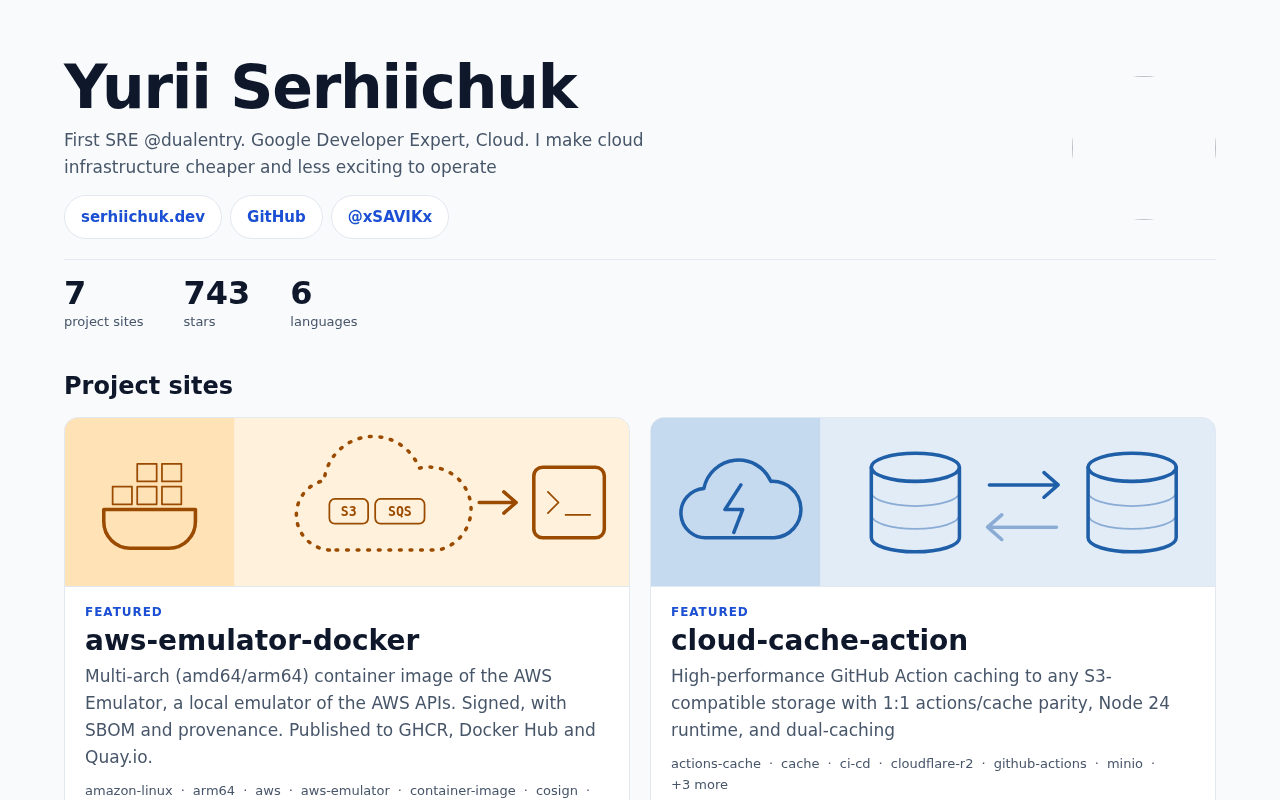 Yurii Serhiichuk
First SRE @dualentry. Google Developer Expert, Cloud. I make cloud
infrastructure cheaper and less exciting to operate
serhiichuk.dev GitHub @xSAVIKx
7 743 6
project sites stars languages
Project sites
S3 SQS
FEATURED
aws-emulator-docker
Multi-arch (amd64/arm64) container image of the AWS
Emulator, a local emulator of the AWS APIs. Signed, with
SBOM and provenance. Published to GHCR, Docker Hub and
Quay.io.
amazon-linux · arm64 · aws · aws-emulator · container-image · cosign ·
FEATURED
cloud-cache-action
High-performance GitHub Action caching to any S3-
compatible storage with 1:1 actions/cache parity, Node 24
runtime, and dual-caching
actions-cache · cache · ci-cd · cloudflare-r2 · github-actions · minio ·
+3 more